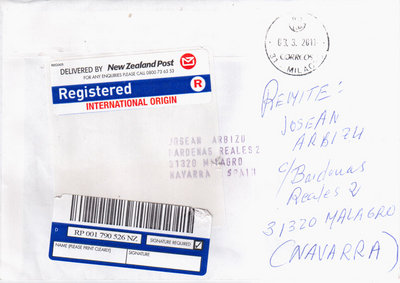 DELIVERED BY New Zealand Post
FOR ANY ENQUIRIES PLEASE CALL 0800 73 63 53
Registered
R
INTERNATIONAL ORIGIN
JOSEAN ARBIZU
BARDENAS REALES 2
31320 MILAGRO
NAVARRA SPAIN
RP 001 790 526 NZ
SIGNATURE REQUIRED
NAME (PLEASE PRINT CLEARLY)
SIGNATURE
CORREOS
MILAG
REMITE:
JOSEAN
ARBIZU
c/Bardenas
Reales 2
31320 MALAGRO
(NAVARRA)